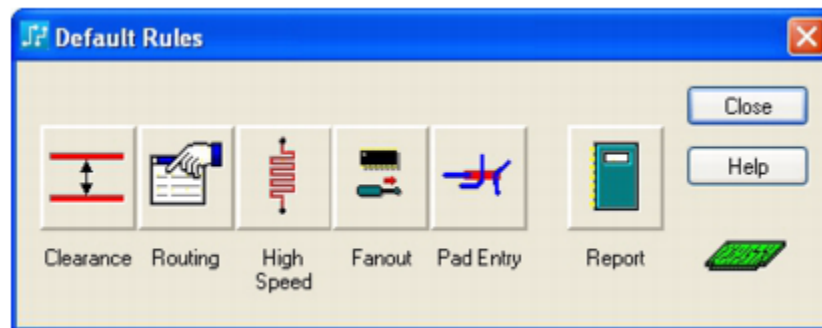 Default Rules
Close
Help
Clearance
Routing
High
Speed
Fanout
Pad Entry
Report